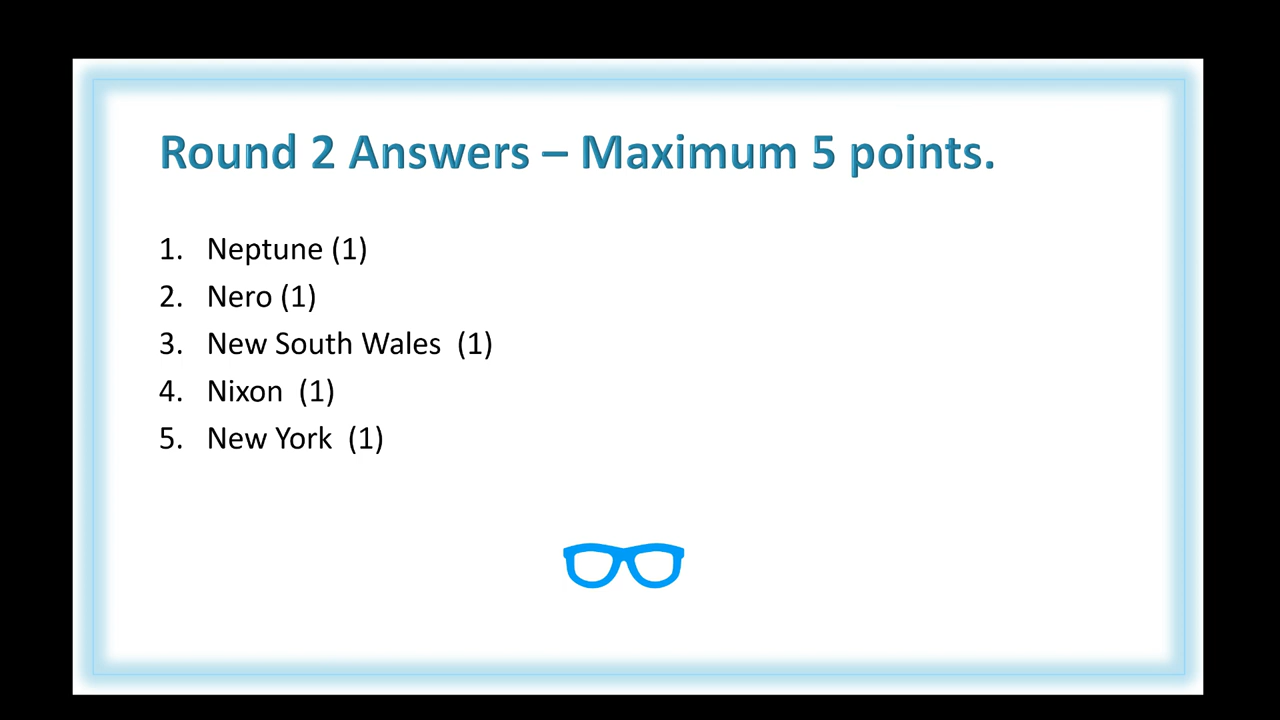 Round 2 Answers – Maximum 5 points.
1. Neptune (1)
2. Nero (1)
3. New South Wales  (1)
4. Nixon  (1)
5. New York  (1)